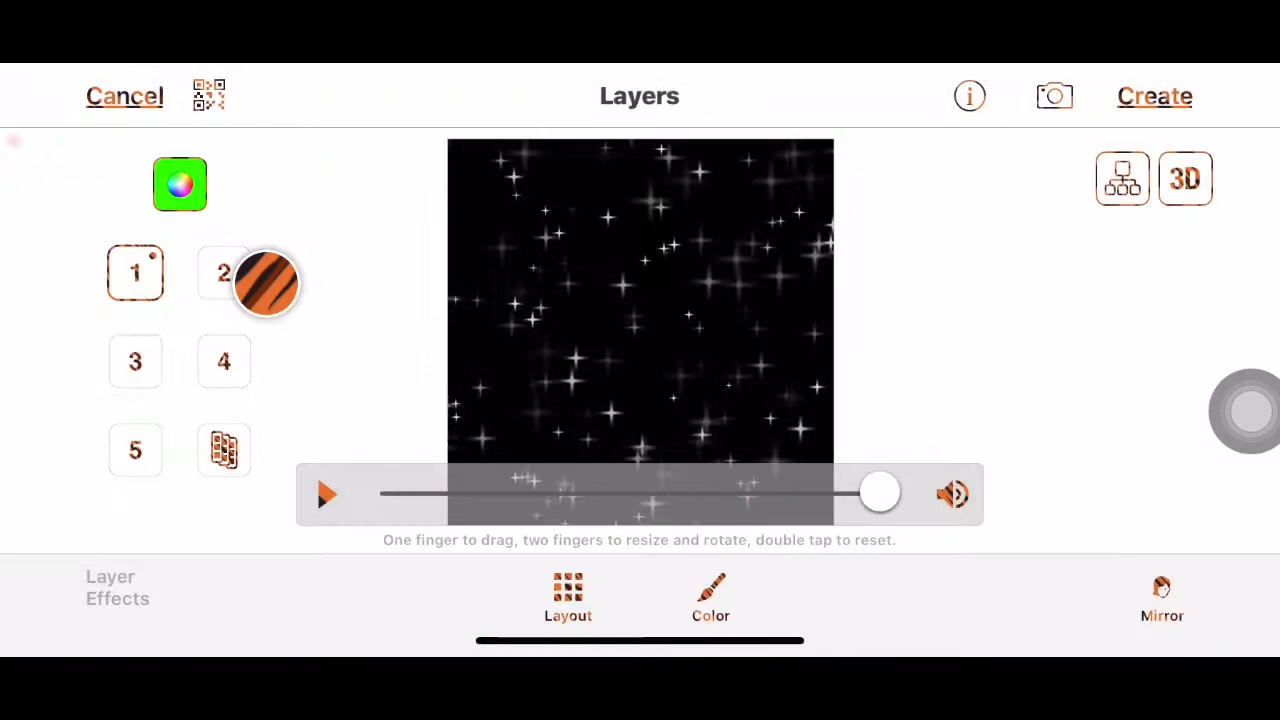 Cancel
Layers
Create
3D
1
2
3
4
5
One finger to drag, two fingers to resize and rotate, double tap to reset.
Layer
Effects
Layout
Color
Mirror